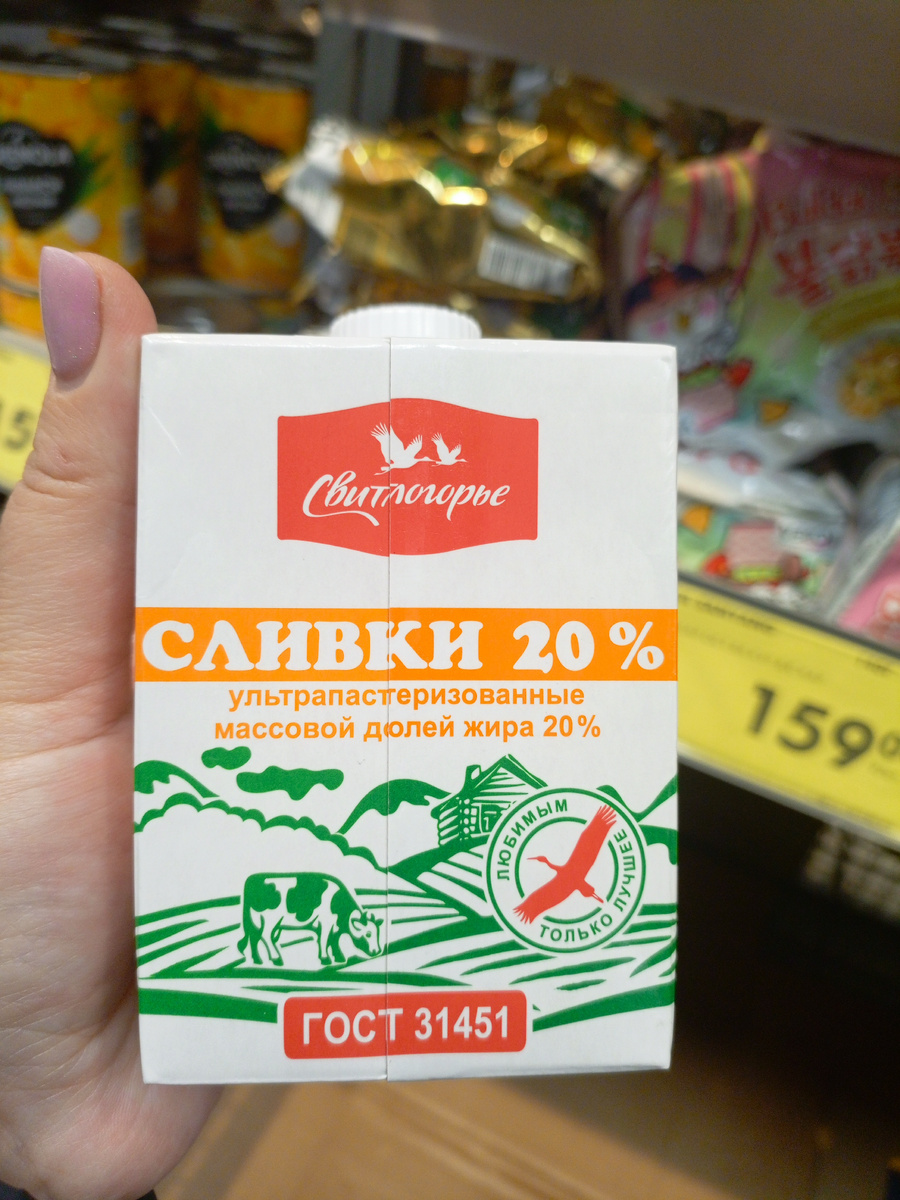 Свитлогорье
СЛИВКИ 20%
ультрапастеризованные
массовой долей жира 20%
ЛЮБИМЫМ
ТОЛЬКО ЛУЧШЕЕ
ГОСТ 31451
159